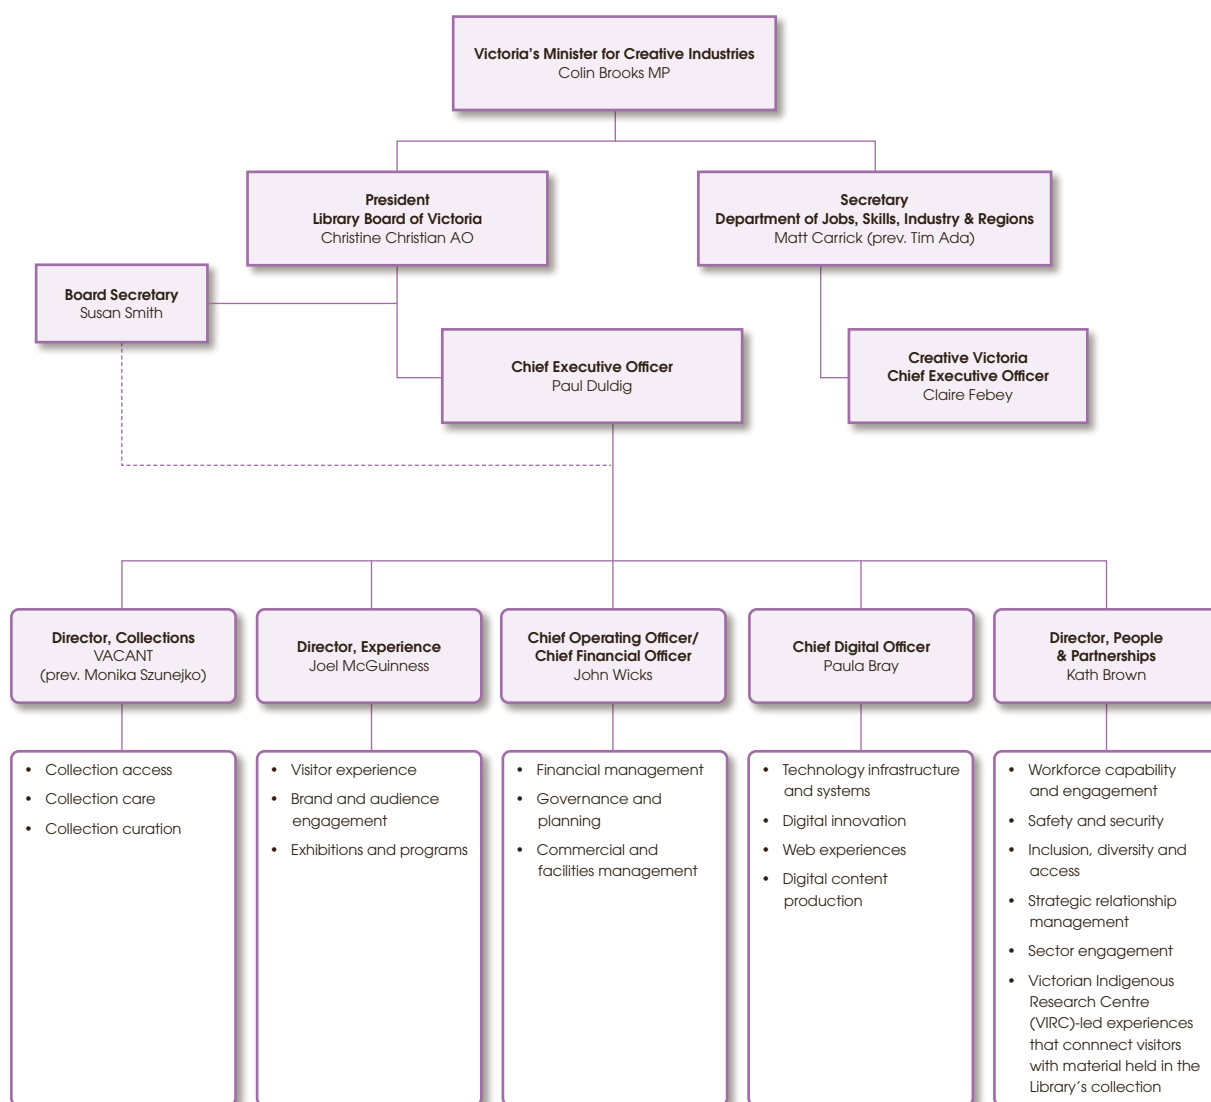 Victoria's Minister for Creative Industries
Colin Brooks MP
President
Library Board of Victoria
Christine Christian AO
Secretary
Department of Jobs, Skills, Industry & Regions
Matt Carrick (prev. Tim Ada)
Board Secretary
Susan Smith
Chief Executive Officer
Paul Duldig
Creative Victoria
Chief Executive Officer
Claire Febey
Director, Collections
VACANT
(prev. Monika Szunejko)
Director, Experience
Joel McGuinness
Chief Operating Officer/
Chief Financial Officer
John Wicks
Chief Digital Officer
Paula Bray
Director, People
& Partnerships
Kath Brown
• Collection access
• Collection care
• Collection curation
• Visitor experience
• Brand and audience
engagement
• Exhibitions and programs
• Financial management
• Governance and
planning
• Commercial and
facilities management
• Technology infrastructure
and systems
• Digital innovation
• Web experiences
• Digital content
production
• Workforce capability
and engagement
• Safety and security
• Inclusion, diversity and
access
• Strategic relationship
management
• Sector engagement
• Victorian Indigenous
Research Centre
(VIRC)-led experiences
that connnect visitors
with material held in the
Library's collection